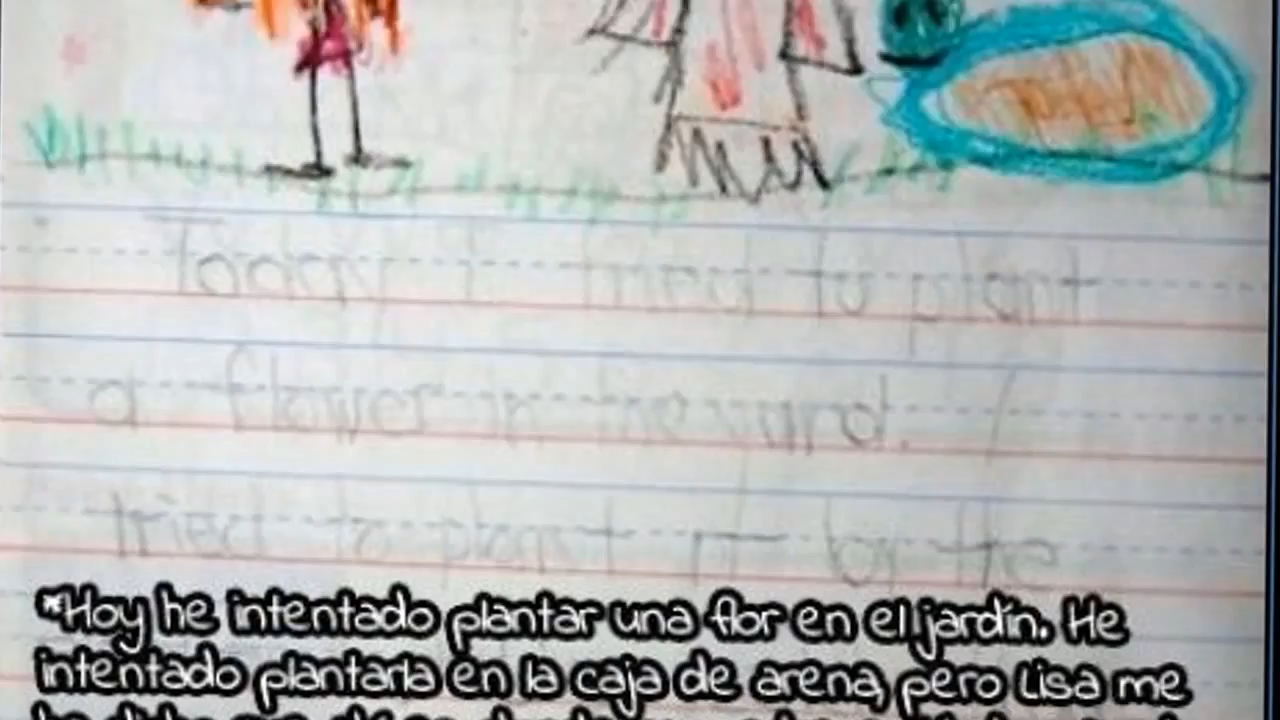 Today I tried to plant
a flower in the yard. I
tried to plant it by the
*Hoy he intentado plantar una flor en el jardín. He
intentado plantarla en la caja de arena, pero Lisa me